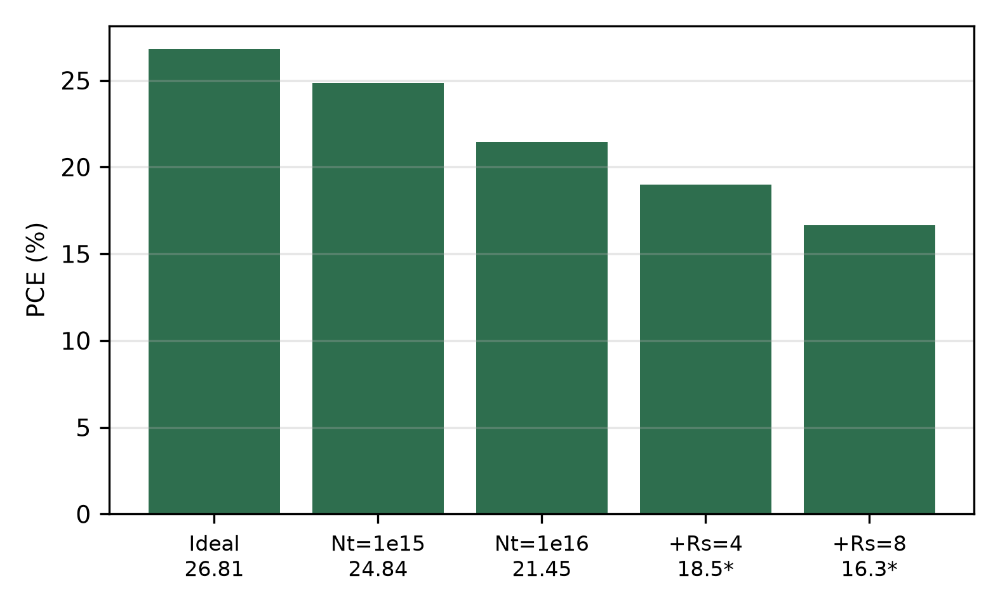 PCE (%)
25
20
15
10
5
0
Ideal
26.81
Nt=1e15
24.84
Nt=1e16
21.45
+Rs=4
18.5*
+Rs=8
16.3*